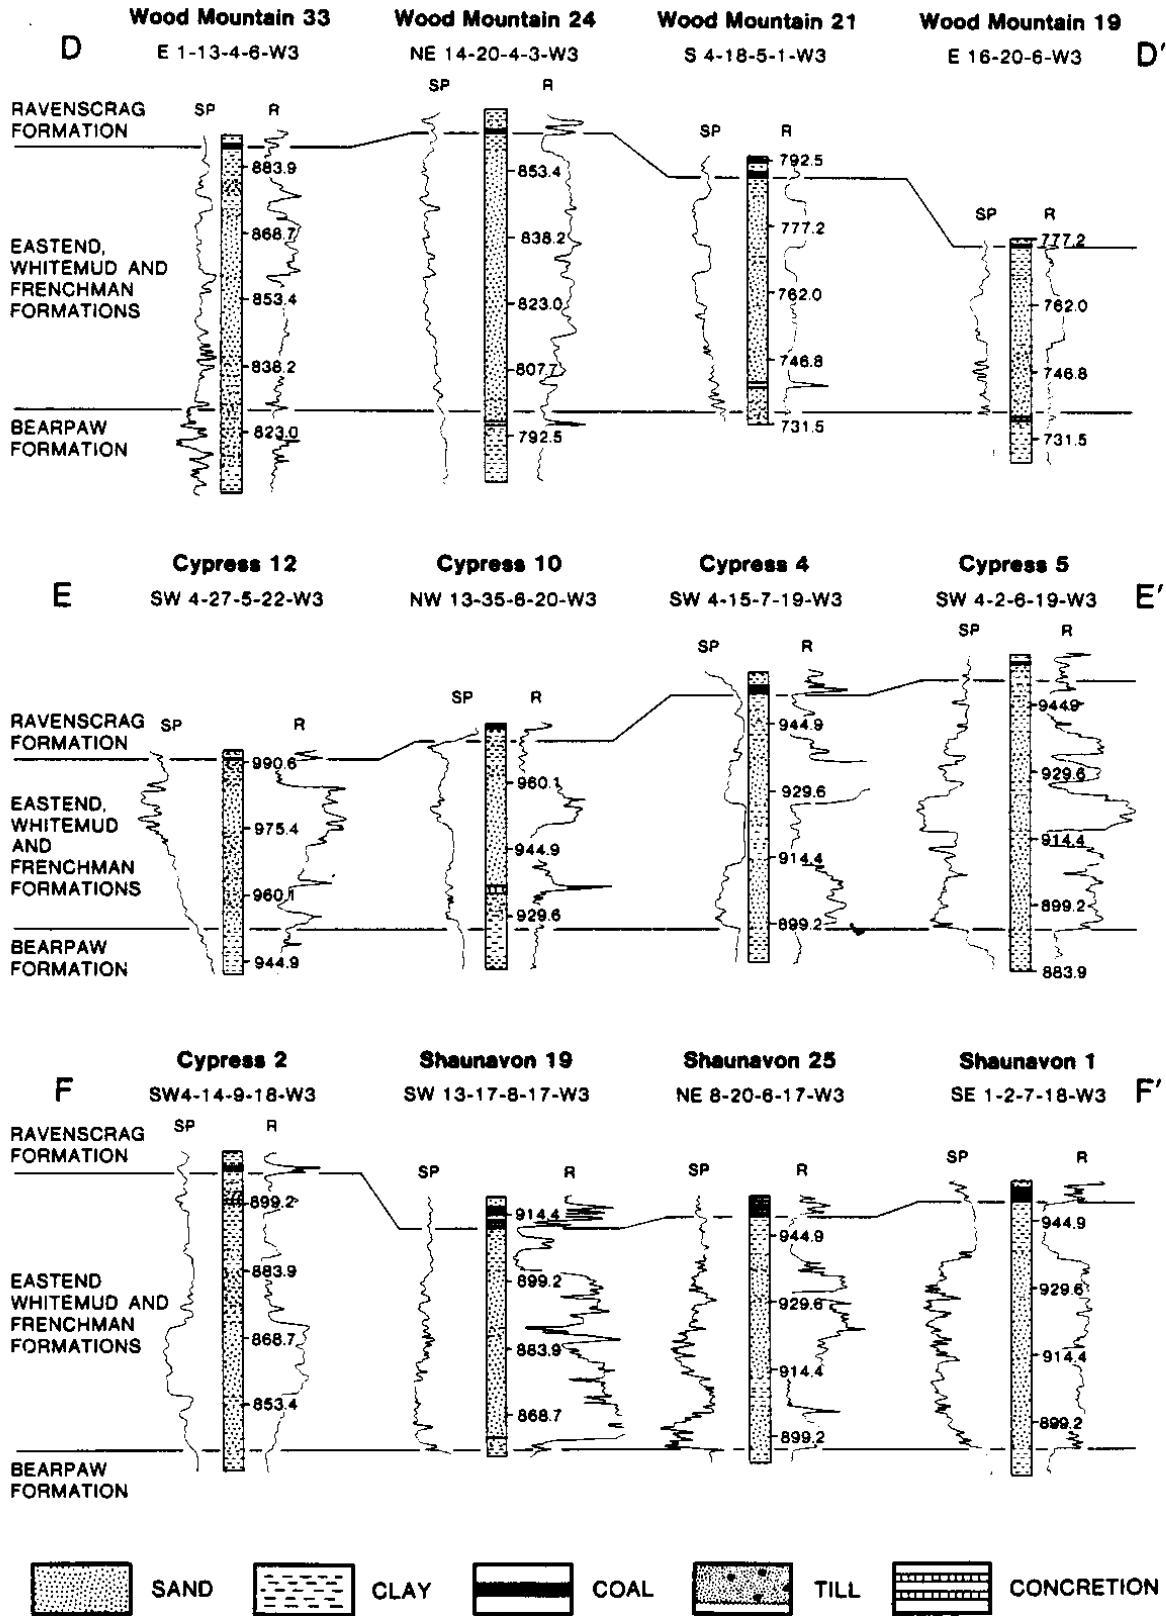 Wood Mountain 33
Wood Mountain 24
Wood Mountain 21
Wood Mountain 19
D
E 1-13-4-6-W3
NE 14-20-4-3-W3
S 4-18-5-1-W3
E 16-20-6-W3
D'
RAVENSCRAG
FORMATION
EASTEND,
WHITEMUD AND
FRENCHMAN
FORMATIONS
BEARPAW
FORMATION
SP
R
883.9
868.7
853.4
838.2
823.0
SP
R
853.4
838.2
823.0
807.7
792.5
SP
R
792.5
777.2
762.0
746.8
731.5
SP
R
777.2
762.0
746.8
731.5
Cypress 12
Cypress 10
Cypress 4
Cypress 5
E
SW 4-27-5-22-W3
NW 13-35-6-20-W3
SW 4-15-7-19-W3
SW 4-2-6-19-W3
E'
RAVENSCRAG
FORMATION
EASTEND,
WHITEMUD
AND
FRENCHMAN
FORMATIONS
BEARPAW
FORMATION
SP
R
990.6
975.4
960.1
944.9
SP
R
960.1
944.9
929.6
SP
R
944.9
929.6
914.4
899.2
SP
R
944.9
929.6
914.4
899.2
883.9
Cypress 2
Shaunavon 19
Shaunavon 25
Shaunavon 1
F
SW4-14-9-18-W3
SW 13-17-8-17-W3
NE 8-20-6-17-W3
SE 1-2-7-18-W3
F'
RAVENSCRAG
FORMATION
EASTEND
WHITEMUD AND
FRENCHMAN
FORMATIONS
BEARPAW
FORMATION
SP
R
899.2
883.9
868.7
853.4
SP
R
914.4
899.2
883.9
868.7
SP
R
944.9
929.6
914.4
899.2
SP
R
944.9
929.6
914.4
899.2
SAND
CLAY
COAL
TILL
CONCRETION